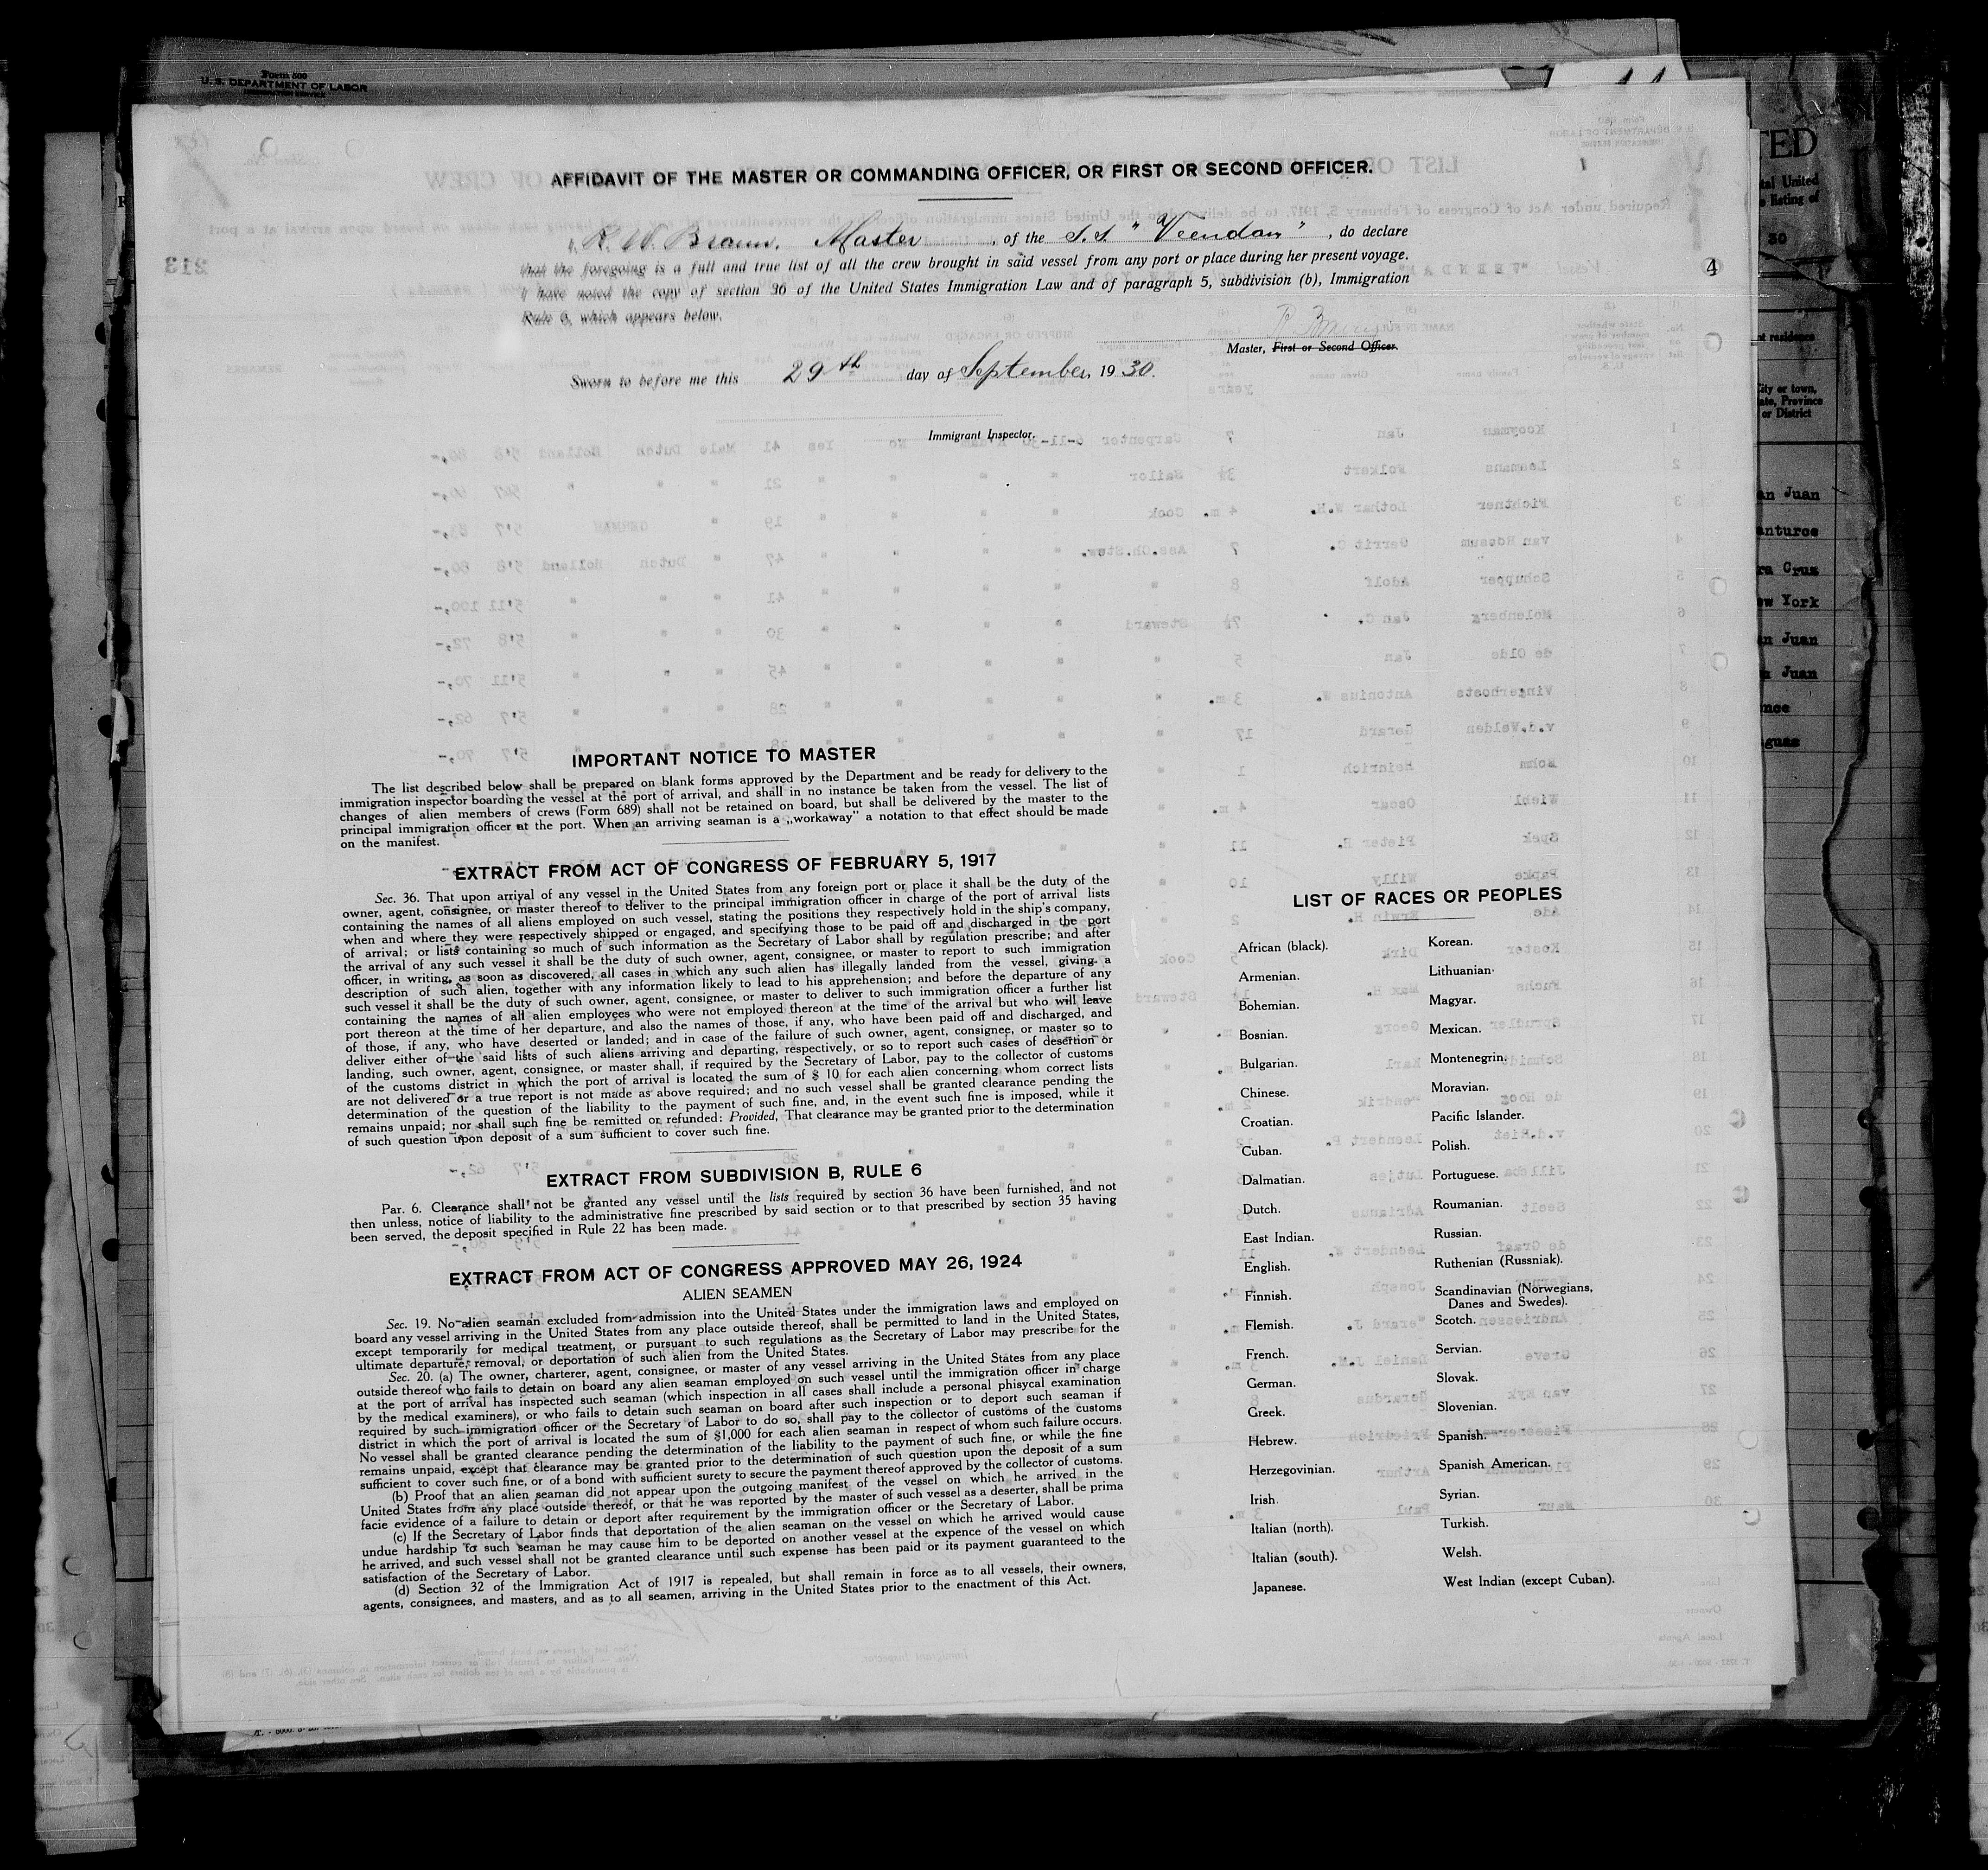 Form 500
U. S. DEPARTMENT OF LABOR
AFFIDAVIT OF THE MASTER OR COMMANDING OFFICER, OR FIRST OR SECOND OFFICER.
I, R. W. Braun, Master, of the S.S. "Veendam", do declare
that the foregoing is a full and true list of all the crew brought in said vessel from any port or place during her present voyage.
I have noted the copy of section 36 of the United States Immigration Law and of paragraph 5, subdivision (b), Immigration
Rule 6, which appears below.
Master, First or Second Officer.
Sworn to before me this 29th day of September, 1930.
Immigrant Inspector.
4
IMPORTANT NOTICE TO MASTER
The list described below shall be prepared on blank forms approved by the Department and be ready for delivery to the
immigration inspector boarding the vessel at the port of arrival, and shall in no instance be taken from the vessel. The list of
changes of alien members of crews (Form 689) shall not be retained on board, but shall be delivered by the master to the
principal immigration officer at the port. When an arriving seaman is a „workaway" a notation to that effect should be made
on the manifest.
EXTRACT FROM ACT OF CONGRESS OF FEBRUARY 5, 1917
Sec. 36. That upon arrival of any vessel in the United States from any foreign port or place it shall be the duty of the
owner, agent, consignee, or master thereof to deliver to the principal immigration officer in charge of the port of arrival lists
containing the names of all aliens employed on such vessel, stating the positions they respectively hold in the ship's company,
when and where they were respectively shipped or engaged, and specifying those to be paid off and discharged in the port
of arrival; or lists containing so much of such information as the Secretary of Labor shall by regulation prescribe; and after
the arrival of any such vessel it shall be the duty of such owner, agent, consignee, or master to report to such immigration
officer, in writing, as soon as discovered, all cases in which any such alien has illegally landed from the vessel, giving a
description of such alien, together with any information likely to lead to his apprehension; and before the departure of any
such vessel it shall be the duty of such owner, agent, consignee, or master to deliver to such immigration officer a further list
containing the names of all alien employees who were not employed thereon at the time of the arrival but who will leave
port thereon at the time of her departure, and also the names of those, if any, who have been paid off and discharged, and
of those, if any, who have deserted or landed; and in case of the failure of such owner, agent, consignee, or master so to
deliver either of the said lists of such aliens arriving and departing, respectively, or so to report such cases of desertion or
landing, such owner, agent, consignee, or master shall, if required by the Secretary of Labor, pay to the collector of customs
of the customs district in which the port of arrival is located the sum of $ 10 for each alien concerning whom correct lists
are not delivered or a true report is not made as above required; and no such vessel shall be granted clearance pending the
determination of the question of the liability to the payment of such fine, and, in the event such fine is imposed, while it
remains unpaid; nor shall such fine be remitted or refunded: Provided, That clearance may be granted prior to the determination
of such question upon deposit of a sum sufficient to cover such fine.
EXTRACT FROM SUBDIVISION B, RULE 6
Par. 6. Clearance shall not be granted any vessel until the lists required by section 36 have been furnished, and not
then unless, notice of liability to the administrative fine prescribed by said section or to that prescribed by section 35 having
been served, the deposit specified in Rule 22 has been made.
EXTRACT FROM ACT OF CONGRESS APPROVED MAY 26, 1924
ALIEN SEAMEN
Sec. 19. No alien seaman excluded from admission into the United States under the immigration laws and employed on
board any vessel arriving in the United States from any place outside thereof, shall be permitted to land in the United States,
except temporarily for medical treatment, or pursuant to such regulations as the Secretary of Labor may prescribe for the
ultimate departure, removal, or deportation of such alien from the United States.
Sec. 20. (a) The owner, charterer, agent, consignee, or master of any vessel arriving in the United States from any place
outside thereof who fails to detain on board any alien seaman employed on such vessel until the immigration officer in charge
at the port of arrival has inspected such seaman (which inspection in all cases shall include a personal phisycal examination
by the medical examiners), or who fails to detain such seaman on board after such inspection or to deport such seaman if
required by such immigration officer or the Secretary of Labor to do so, shall pay to the collector of customs of the customs
district in which the port of arrival is located the sum of $1,000 for each alien seaman in respect of whom such failure occurs.
No vessel shall be granted clearance pending the determination of the liability to the payment of such fine, or while the fine
remains unpaid, except that clearance may be granted prior to the determination of such question upon the deposit of a sum
sufficient to cover such fine, or of a bond with sufficient surety to secure the payment thereof approved by the collector of customs.
(b) Proof that an alien seaman did not appear upon the outgoing manifest of the vessel on which he arrived in the
United States from any place outside thereof, or that he was reported by the master of such vessel as a deserter, shall be prima
facie evidence of a failure to detain or deport after requirement by the immigration officer or the Secretary of Labor.
(c) If the Secretary of Labor finds that deportation of the alien seaman on the vessel on which he arrived would cause
undue hardship to such seaman he may cause him to be deported on another vessel at the expence of the vessel on which
he arrived, and such vessel shall not be granted clearance until such expense has been paid or its payment guaranteed to the
satisfaction of the Secretary of Labor.
(d) Section 32 of the Immigration Act of 1917 is repealed, but shall remain in force as to all vessels, their owners,
agents, consignees, and masters, and as to all seamen, arriving in the United States prior to the enactment of this Act.
LIST OF RACES OR PEOPLES
African (black).
Armenian.
Bohemian.
Bosnian.
Bulgarian.
Chinese.
Croatian.
Cuban.
Dalmatian.
Dutch.
East Indian.
English.
Finnish.
Flemish.
French.
German.
Greek.
Hebrew.
Herzegovinian.
Irish.
Italian (north).
Italian (south).
Japanese.
Korean.
Lithuanian.
Magyar.
Mexican.
Montenegrin.
Moravian.
Pacific Islander.
Polish.
Portuguese.
Roumanian.
Russian.
Ruthenian (Russniak).
Scandinavian (Norwegians,
Danes and Swedes).
Scotch.
Servian.
Slovak.
Slovenian.
Spanish.
Spanish American.
Syrian.
Turkish.
Welsh.
West Indian (except Cuban).